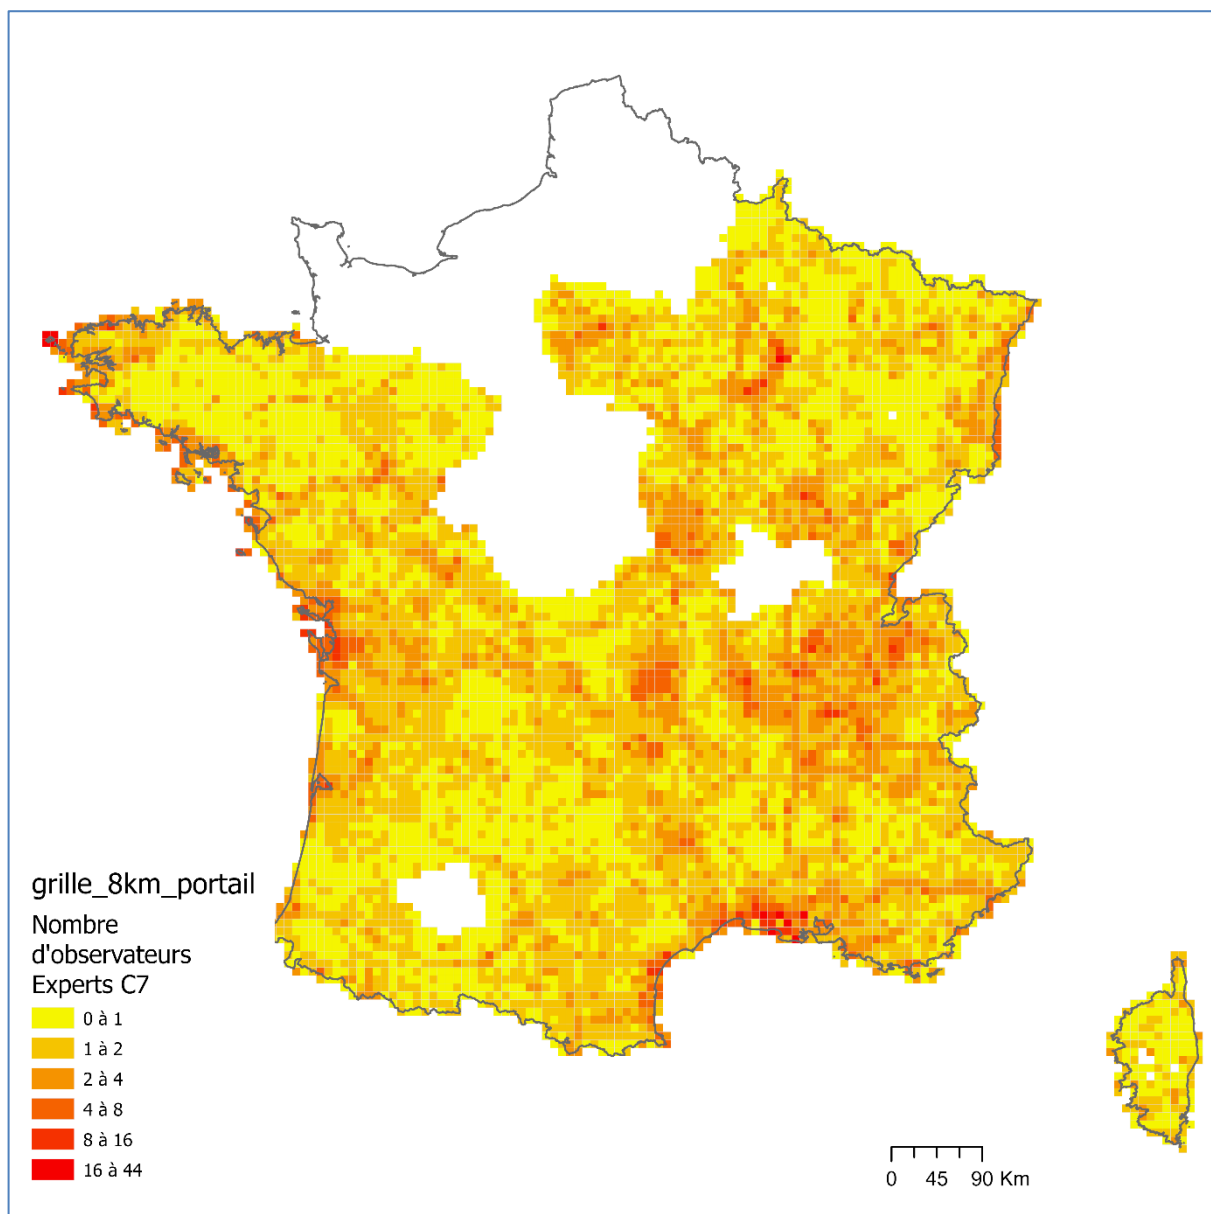 grille_8km_portail
Nombre
d'observateurs
Experts C7
0 à 1
1 à 2
2 à 4
4 à 8
8 à 16
16 à 44
0 45 90 Km